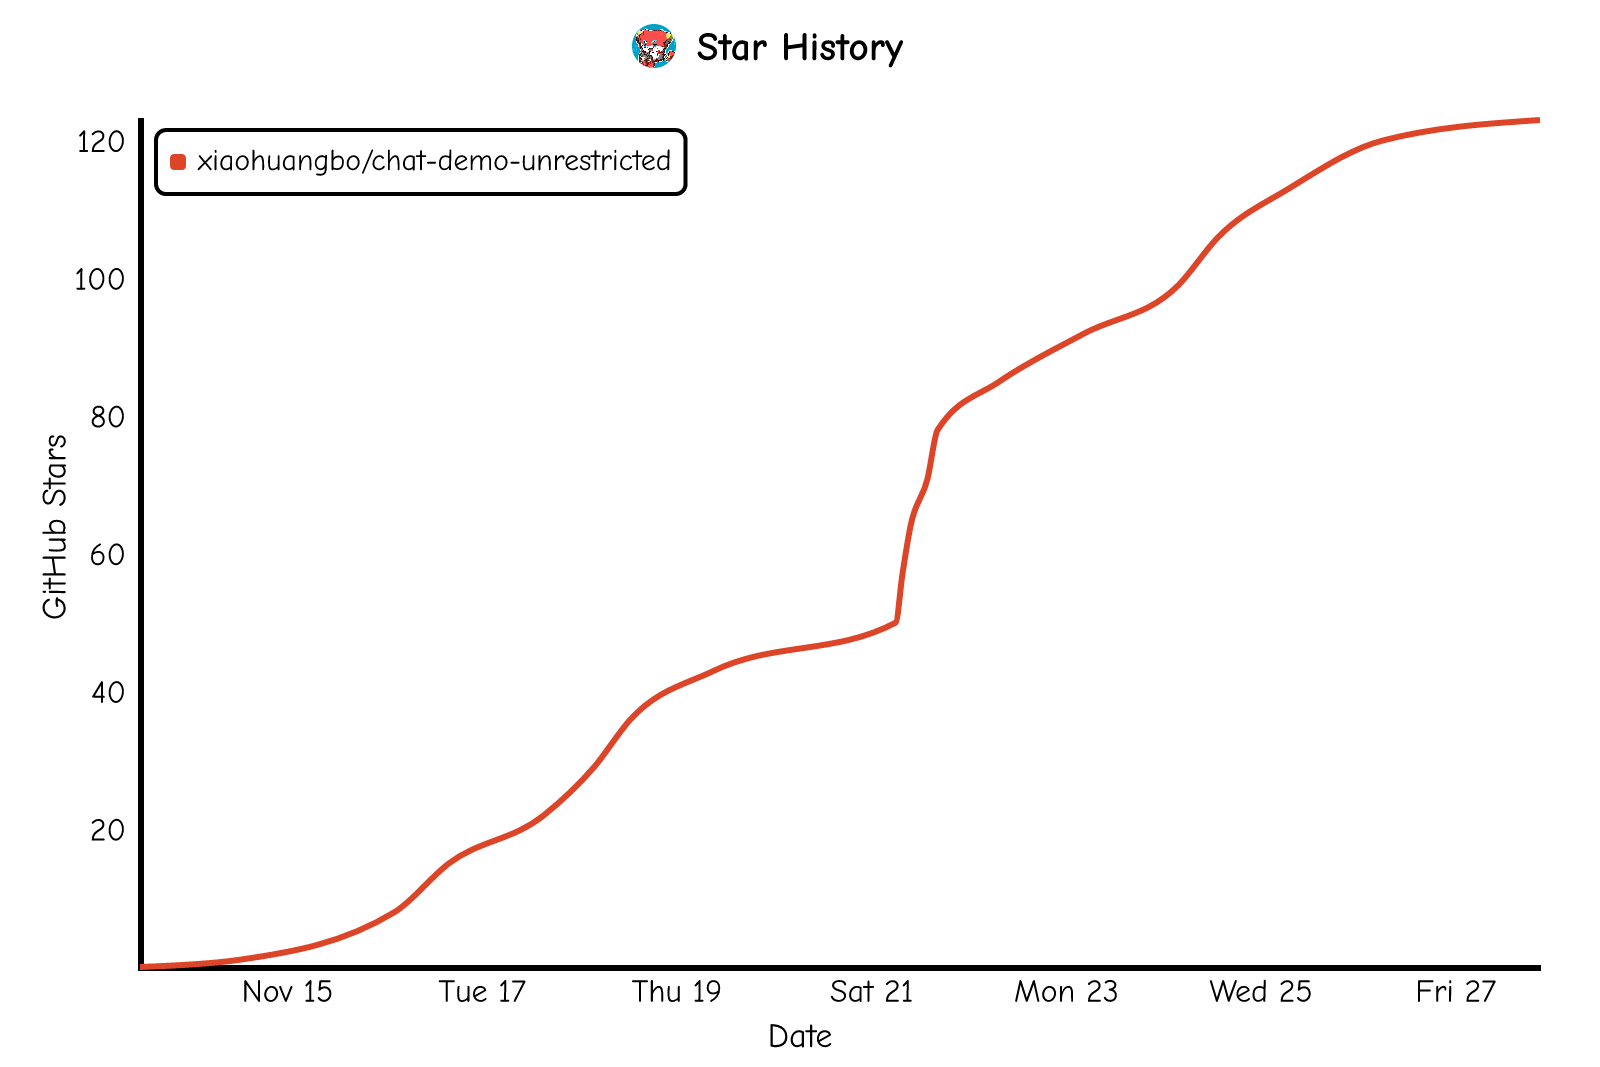 Star History
xiaohuangbo/chat-demo-unrestricted
120
100
80
60
40
20
GitHub Stars
Nov 15 Tue 17 Thu 19 Sat 21 Mon 23 Wed 25 Fri 27
Date